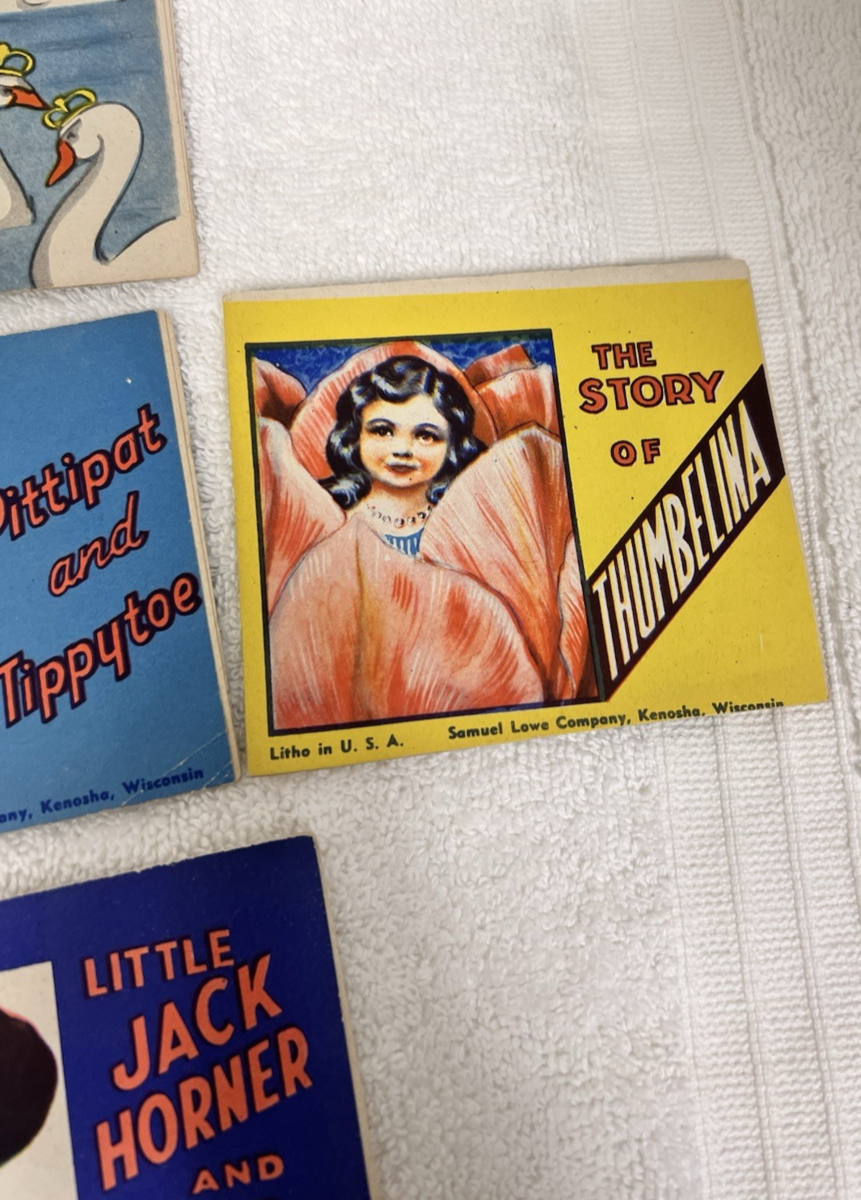 Pittipat
and
Tippytoe
Kenosha, Wisconsin
THE
STORY
OF
THUMBELINA
Litho in U. S. A.
Samuel Lowe Company, Kenosha, Wisconsin
LITTLE
JACK
HORNER
AND